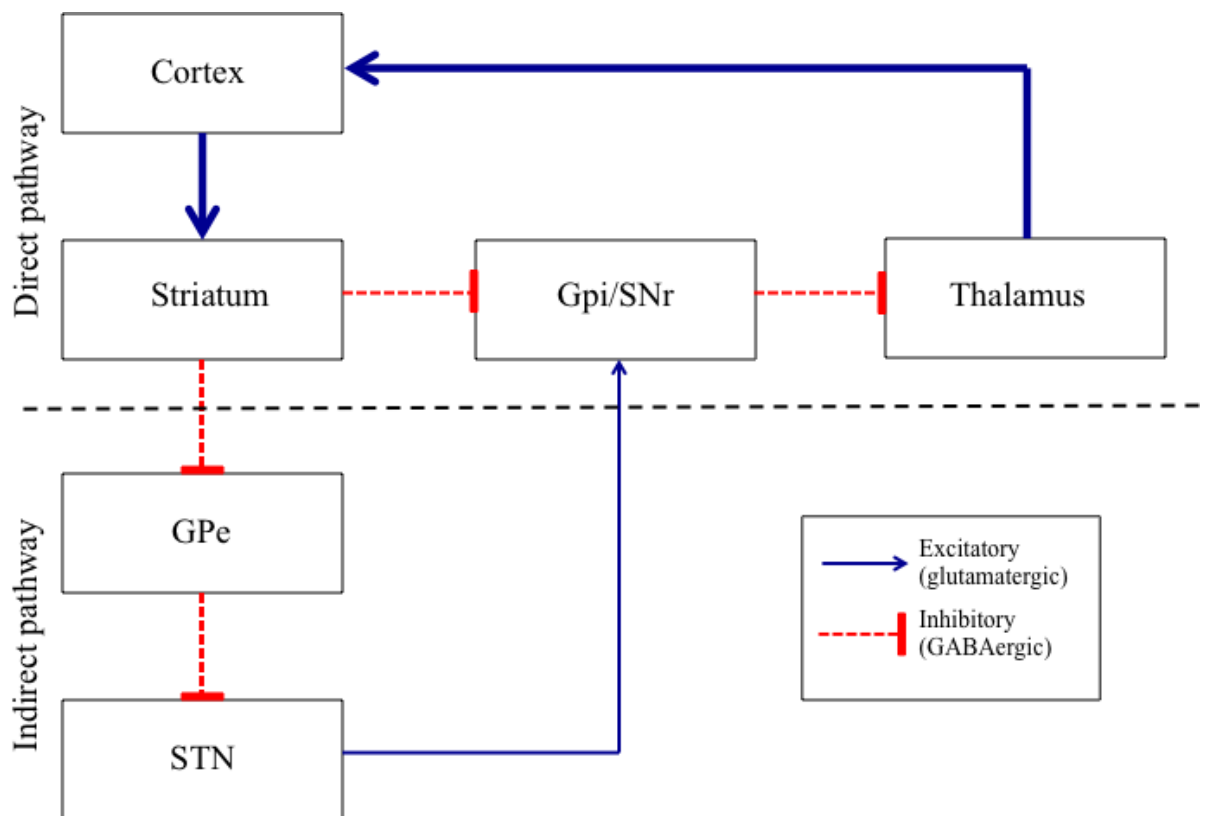 Direct pathway
Cortex
Striatum
Gpi/SNr
Thalamus
Indirect pathway
GPe
STN
Excitatory
(glutamatergic)
Inhibitory
(GABAergic)